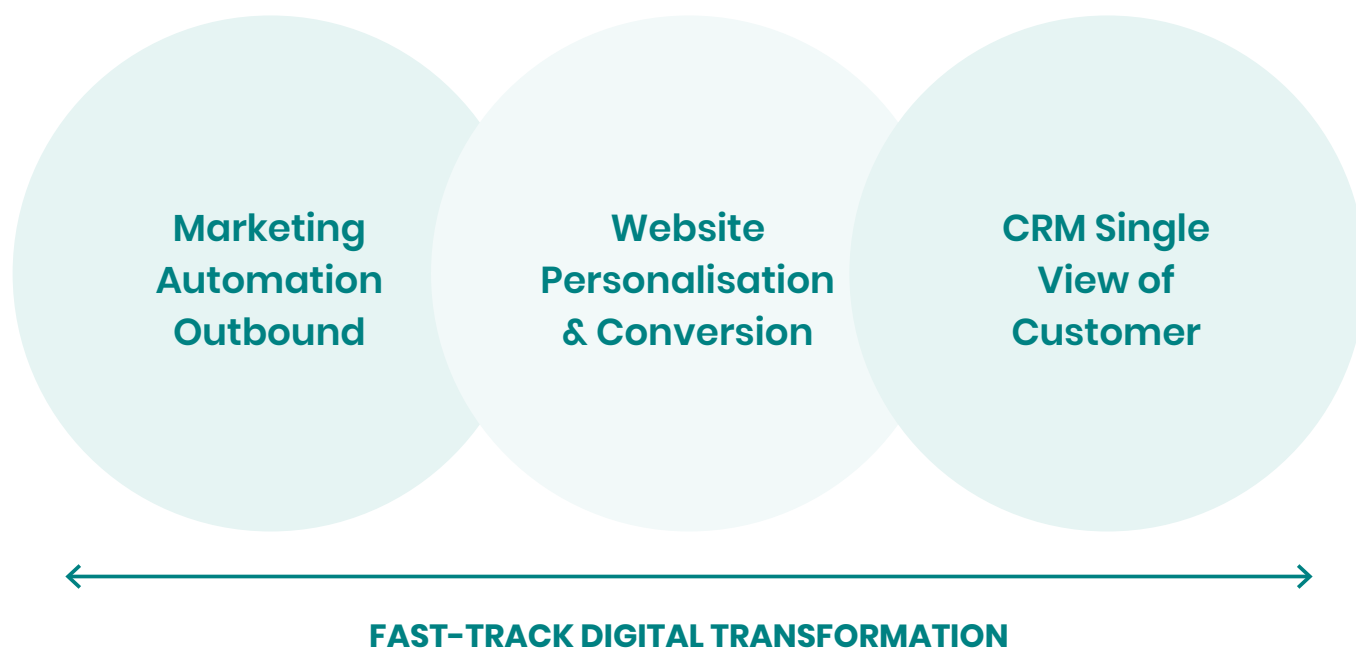 Marketing
Automation
Outbound
Website
Personalisation
& Conversion
CRM Single
View of
Customer
FAST-TRACK DIGITAL TRANSFORMATION